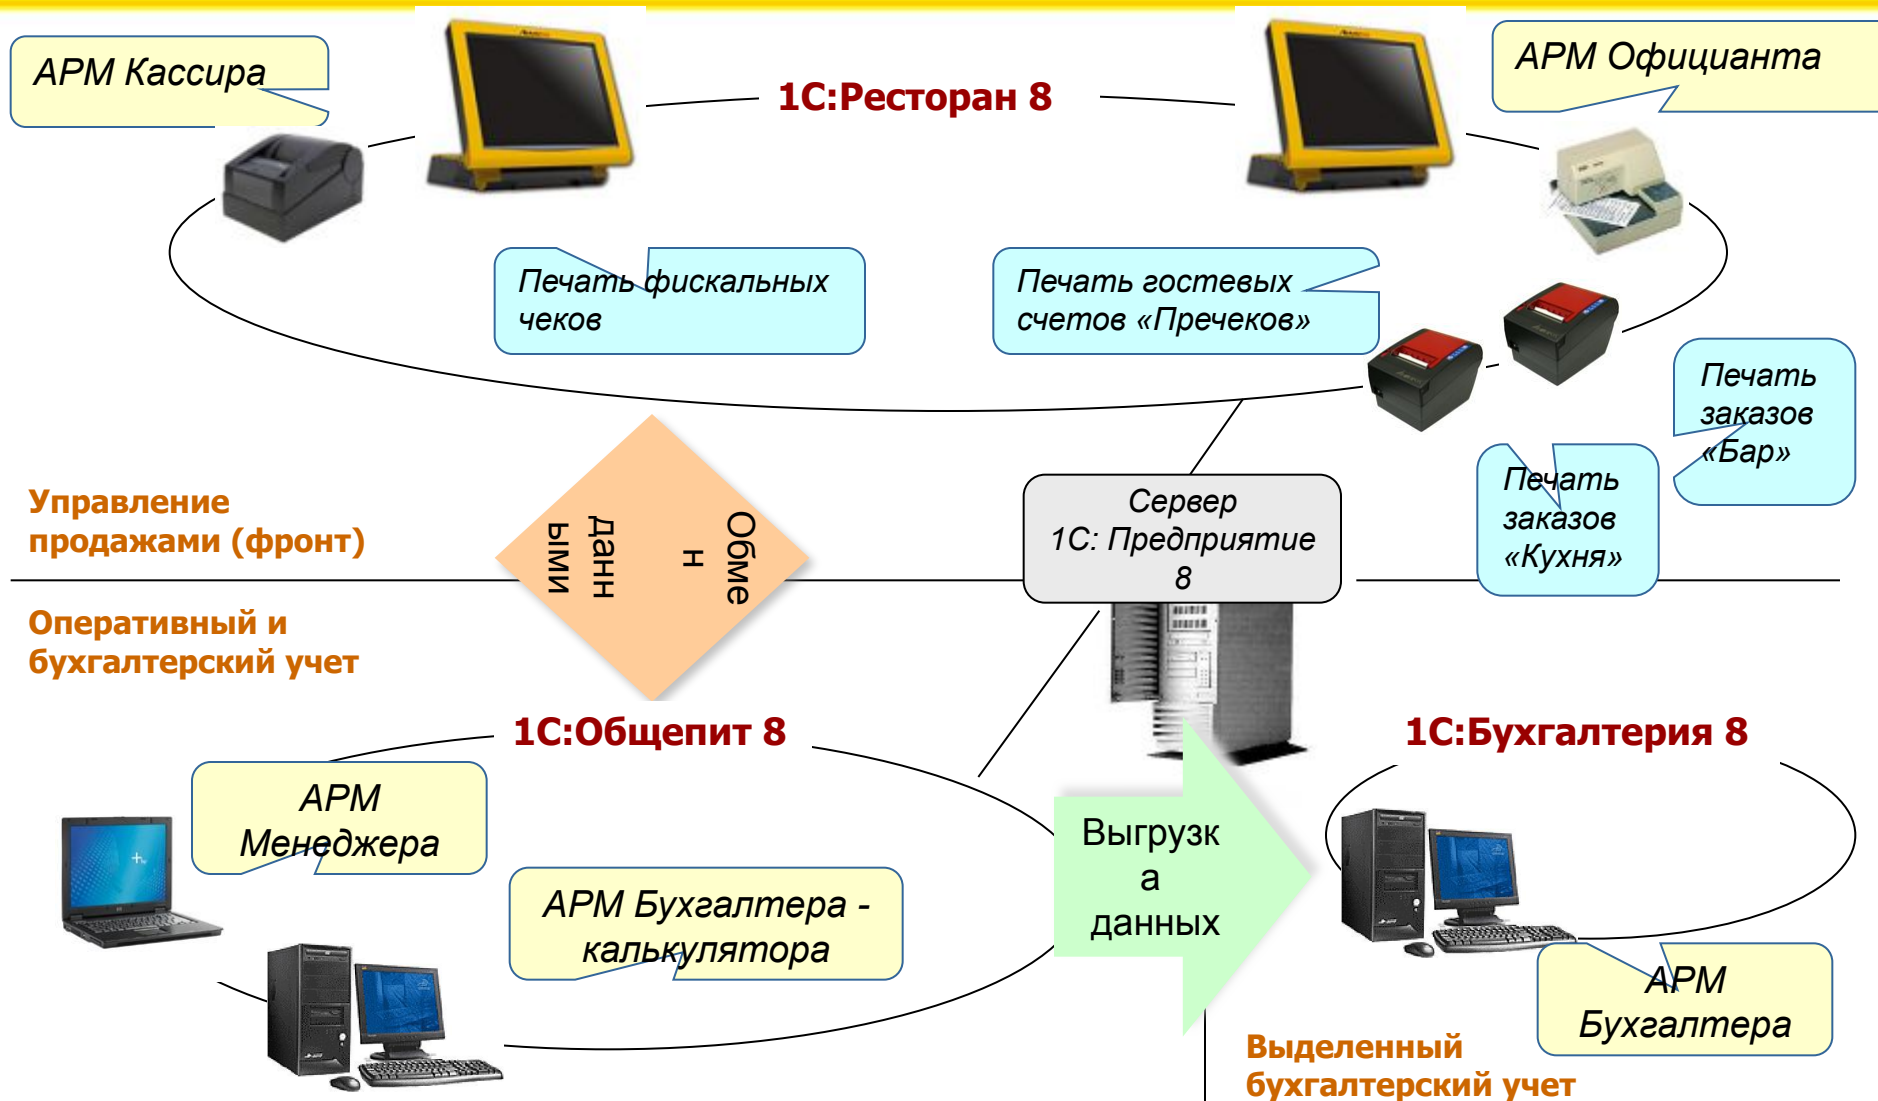 АРМ Кассира
1С:Ресторан 8
АРМ Официанта
Печать фискальных
чеков
Печать гостевых
счетов «Пречеков»
Печать
заказов
«Бар»
Печать
заказов
«Кухня»
Управление
продажами (фронт)
Обме
н
данн
ыми
Сервер
1С: Предприятие
8
Оперативный и
бухгалтерский учет
1С:Общепит 8
1С:Бухгалтерия 8
АРМ
Менеджера
АРМ Бухгалтера -
калькулятора
Выгрузк
а
данных
АРМ
Бухгалтера
Выделенный
бухгалтерский учет